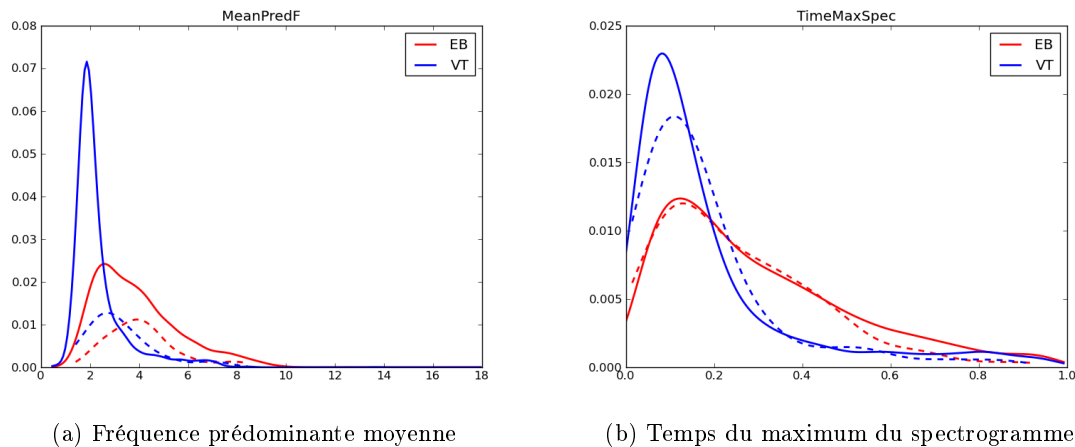 MeanPredF
0.08
0.07
0.06
0.05
0.04
0.03
0.02
0.01
0.00
0 2 4 6 8 10 12 14 16 18
EB
VT
(a) Fréquence prédominante moyenne
TimeMaxSpec
0.025
0.020
0.015
0.010
0.005
0.000
0.0 0.2 0.4 0.6 0.8 1.0
EB
VT
(b) Temps du maximum du spectrogramme